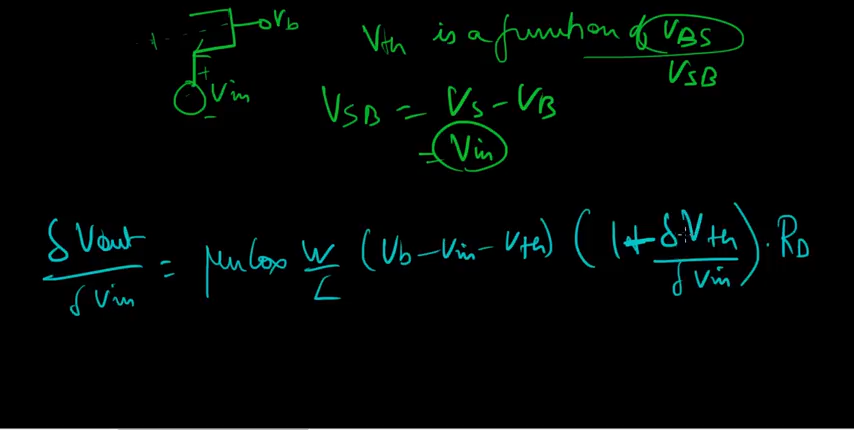 Vb
+
Vin
-
Vth is a function of VBS
VSB
VSB = VS - VB
= Vin
δVout/δVin = μnCox W/L (Vb - Vin - Vth) (1 + δVth/δVin) . RD